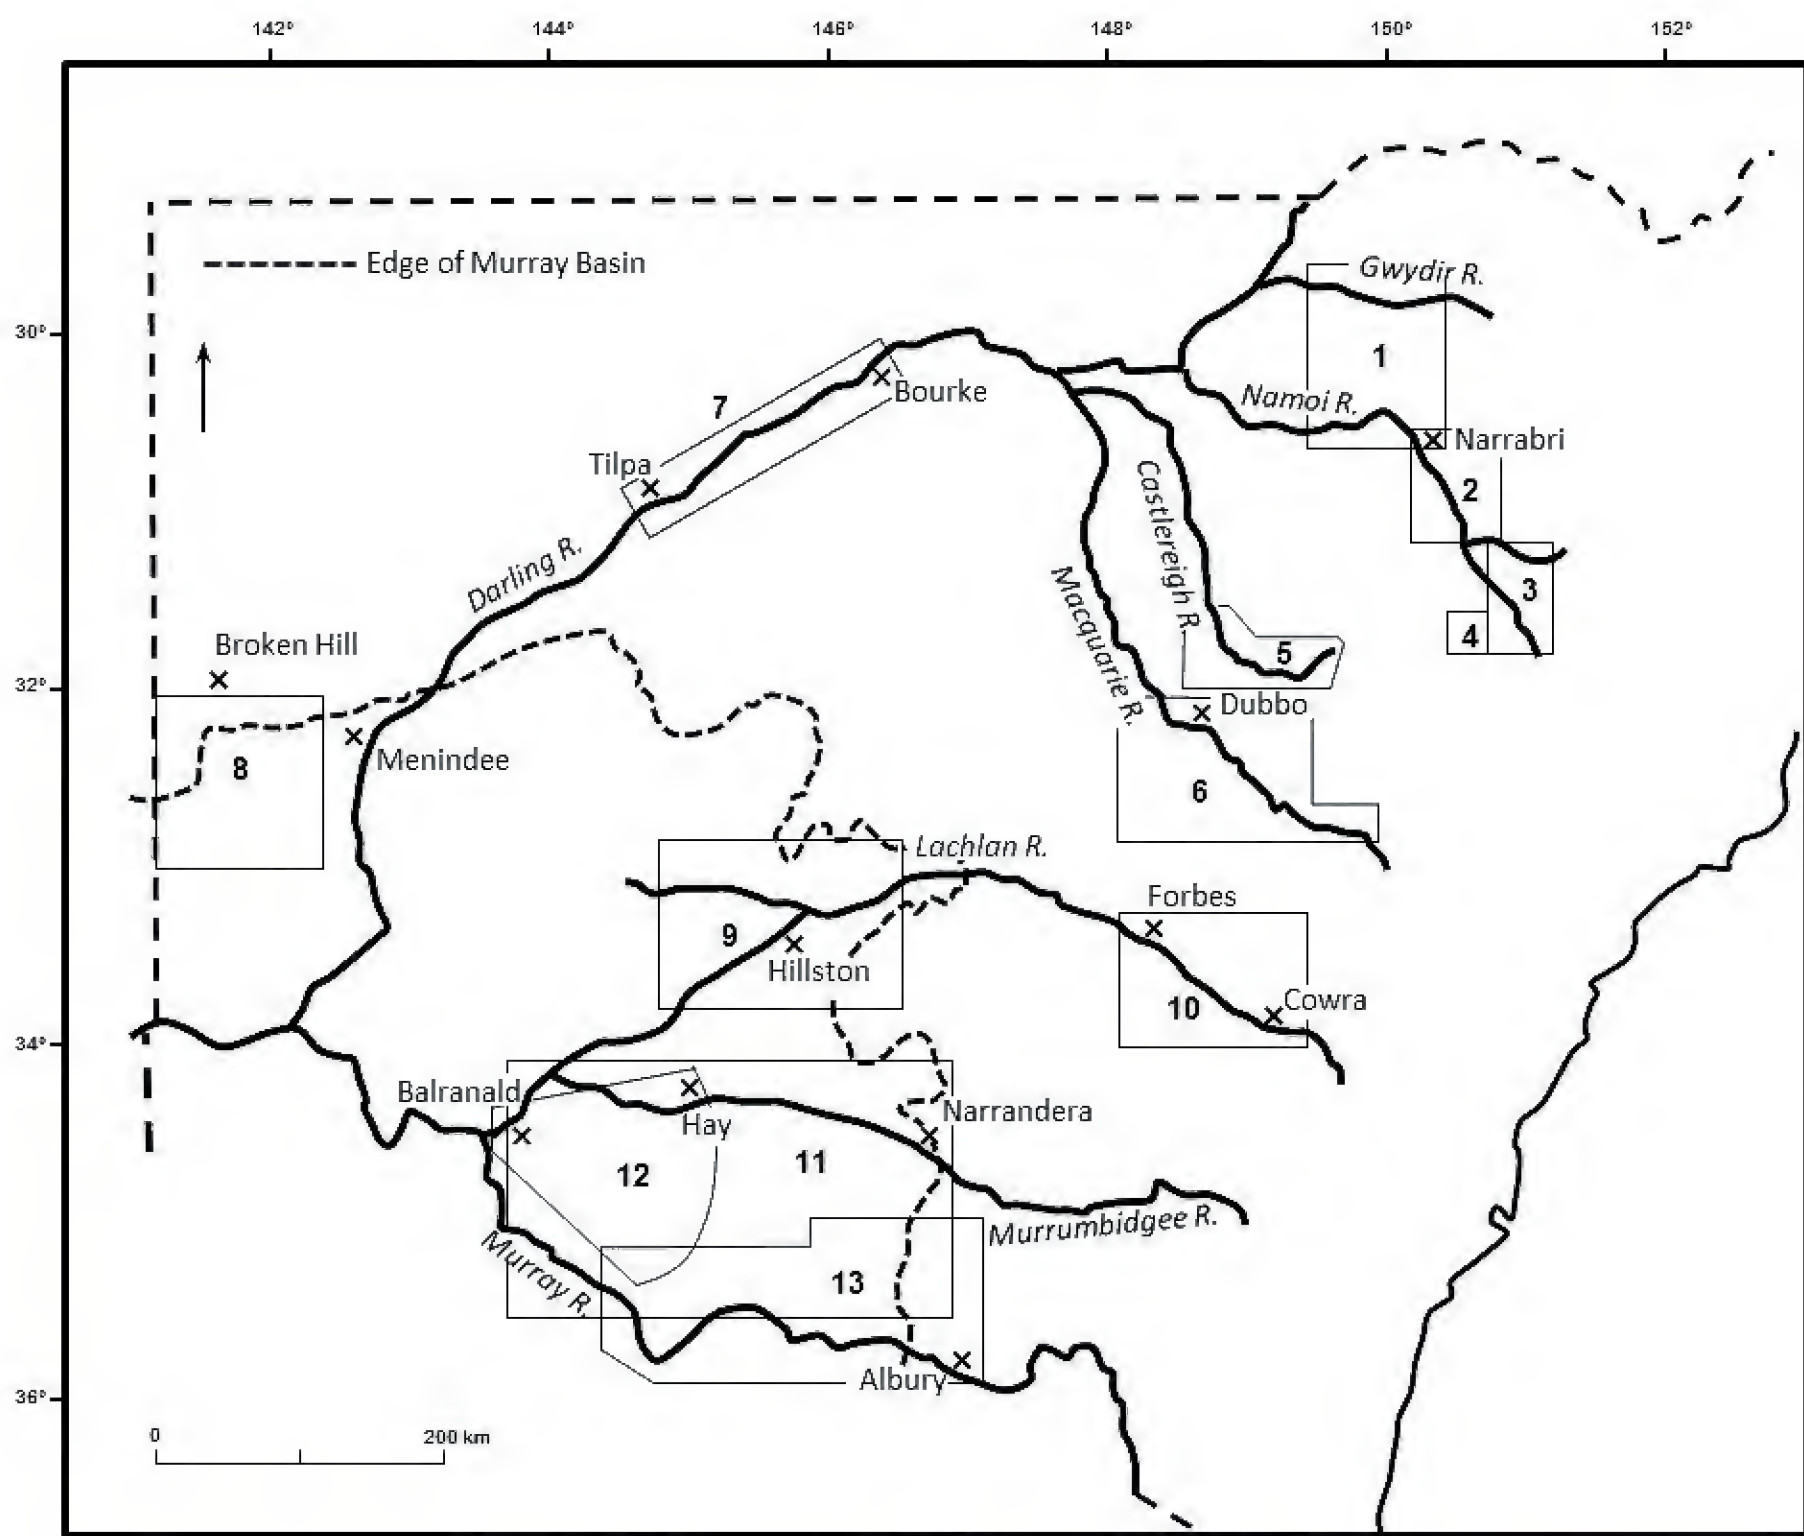 142° 144° 146° 148° 150° 152°
Edge of Murray Basin
Gwydir R.
30°
1
Bourke
Namoi R.
7
Narrabri
Tilpa
2
Castlereigh R.
Darling R.
3
Macquarie R.
4
Broken Hill
5
32°
Dubbo
Menindee
8
6
Lachlan R.
Forbes
9
Hillston
10
Cowra
34°
Balranald
Hay
Narrandera
12
11
Murrumbidgee R.
Murray R.
13
Albury
36°
0 200 km